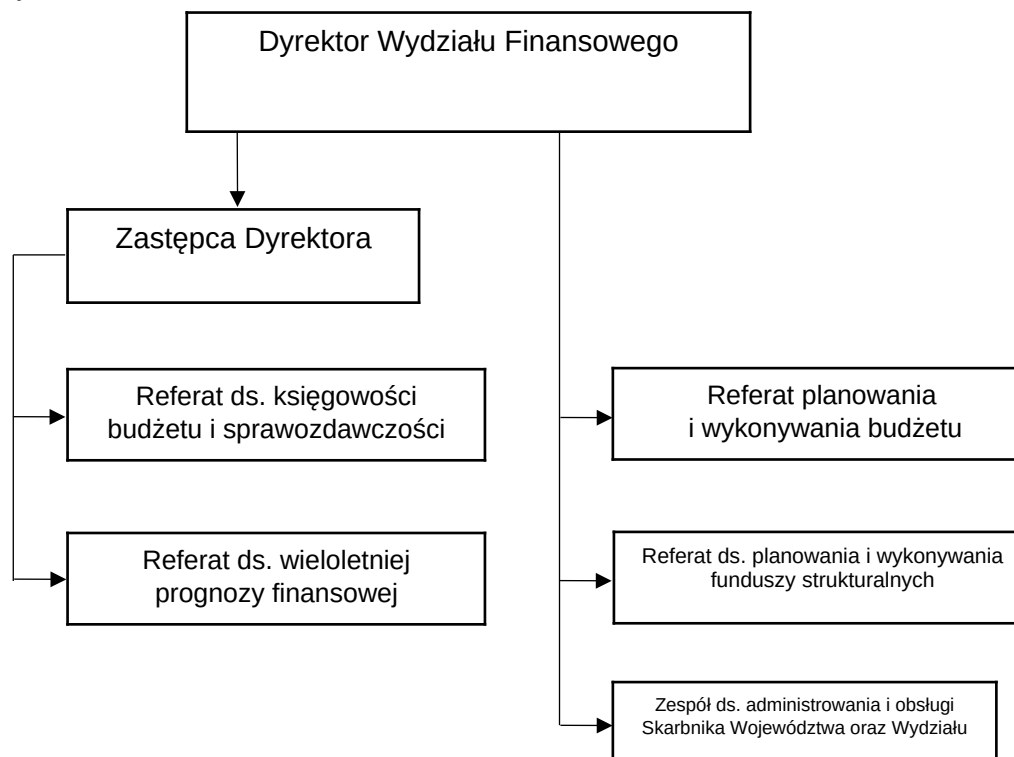 Dyrektor Wydziału Finansowego
Zastępca Dyrektora
Referat ds. księgowości
budżetu i sprawozdawczości
Referat ds. wieloletniej
prognozy finansowej
Referat planowania
i wykonywania budżetu
Referat ds. planowania i wykonywania
funduszy strukturalnych
Zespół ds. administrowania i obsługi
Skarbnika Województwa oraz Wydziału